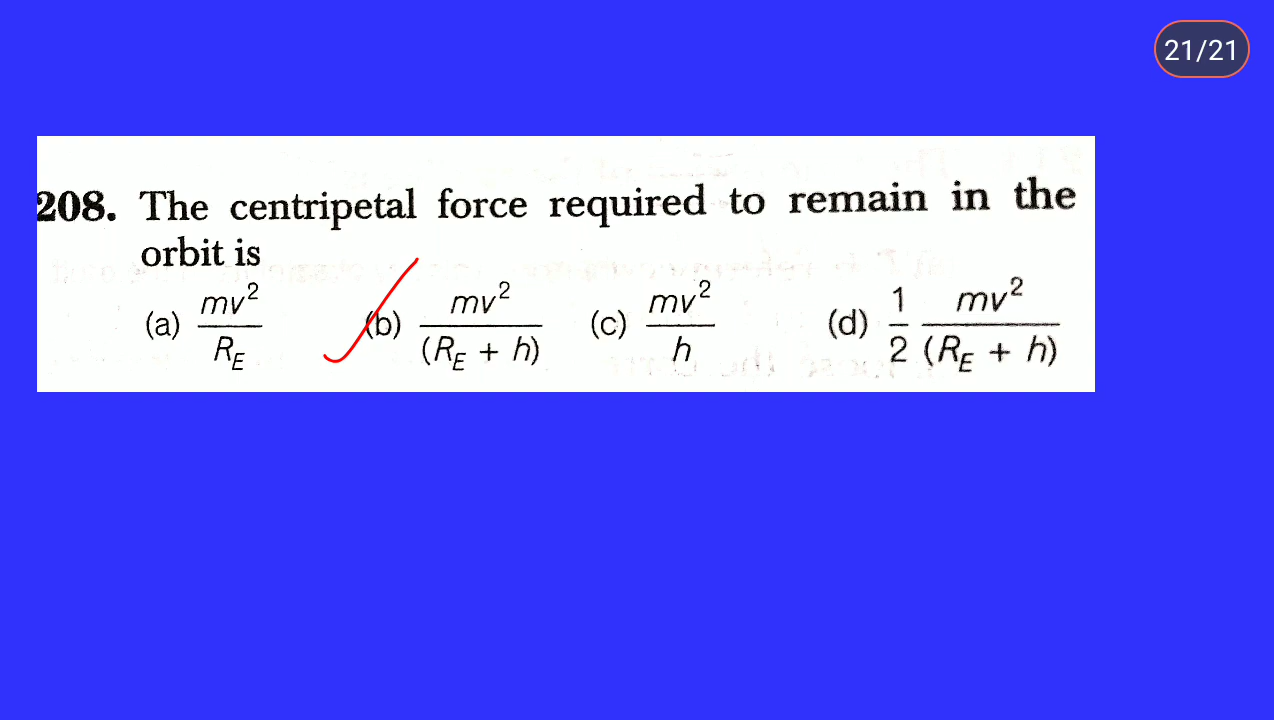 21/21
208. The centripetal force required to remain in the
orbit is
(a) mv²/R_E (b) mv²/(R_E + h) (c) mv²/h (d) 1/2 mv²/(R_E + h)